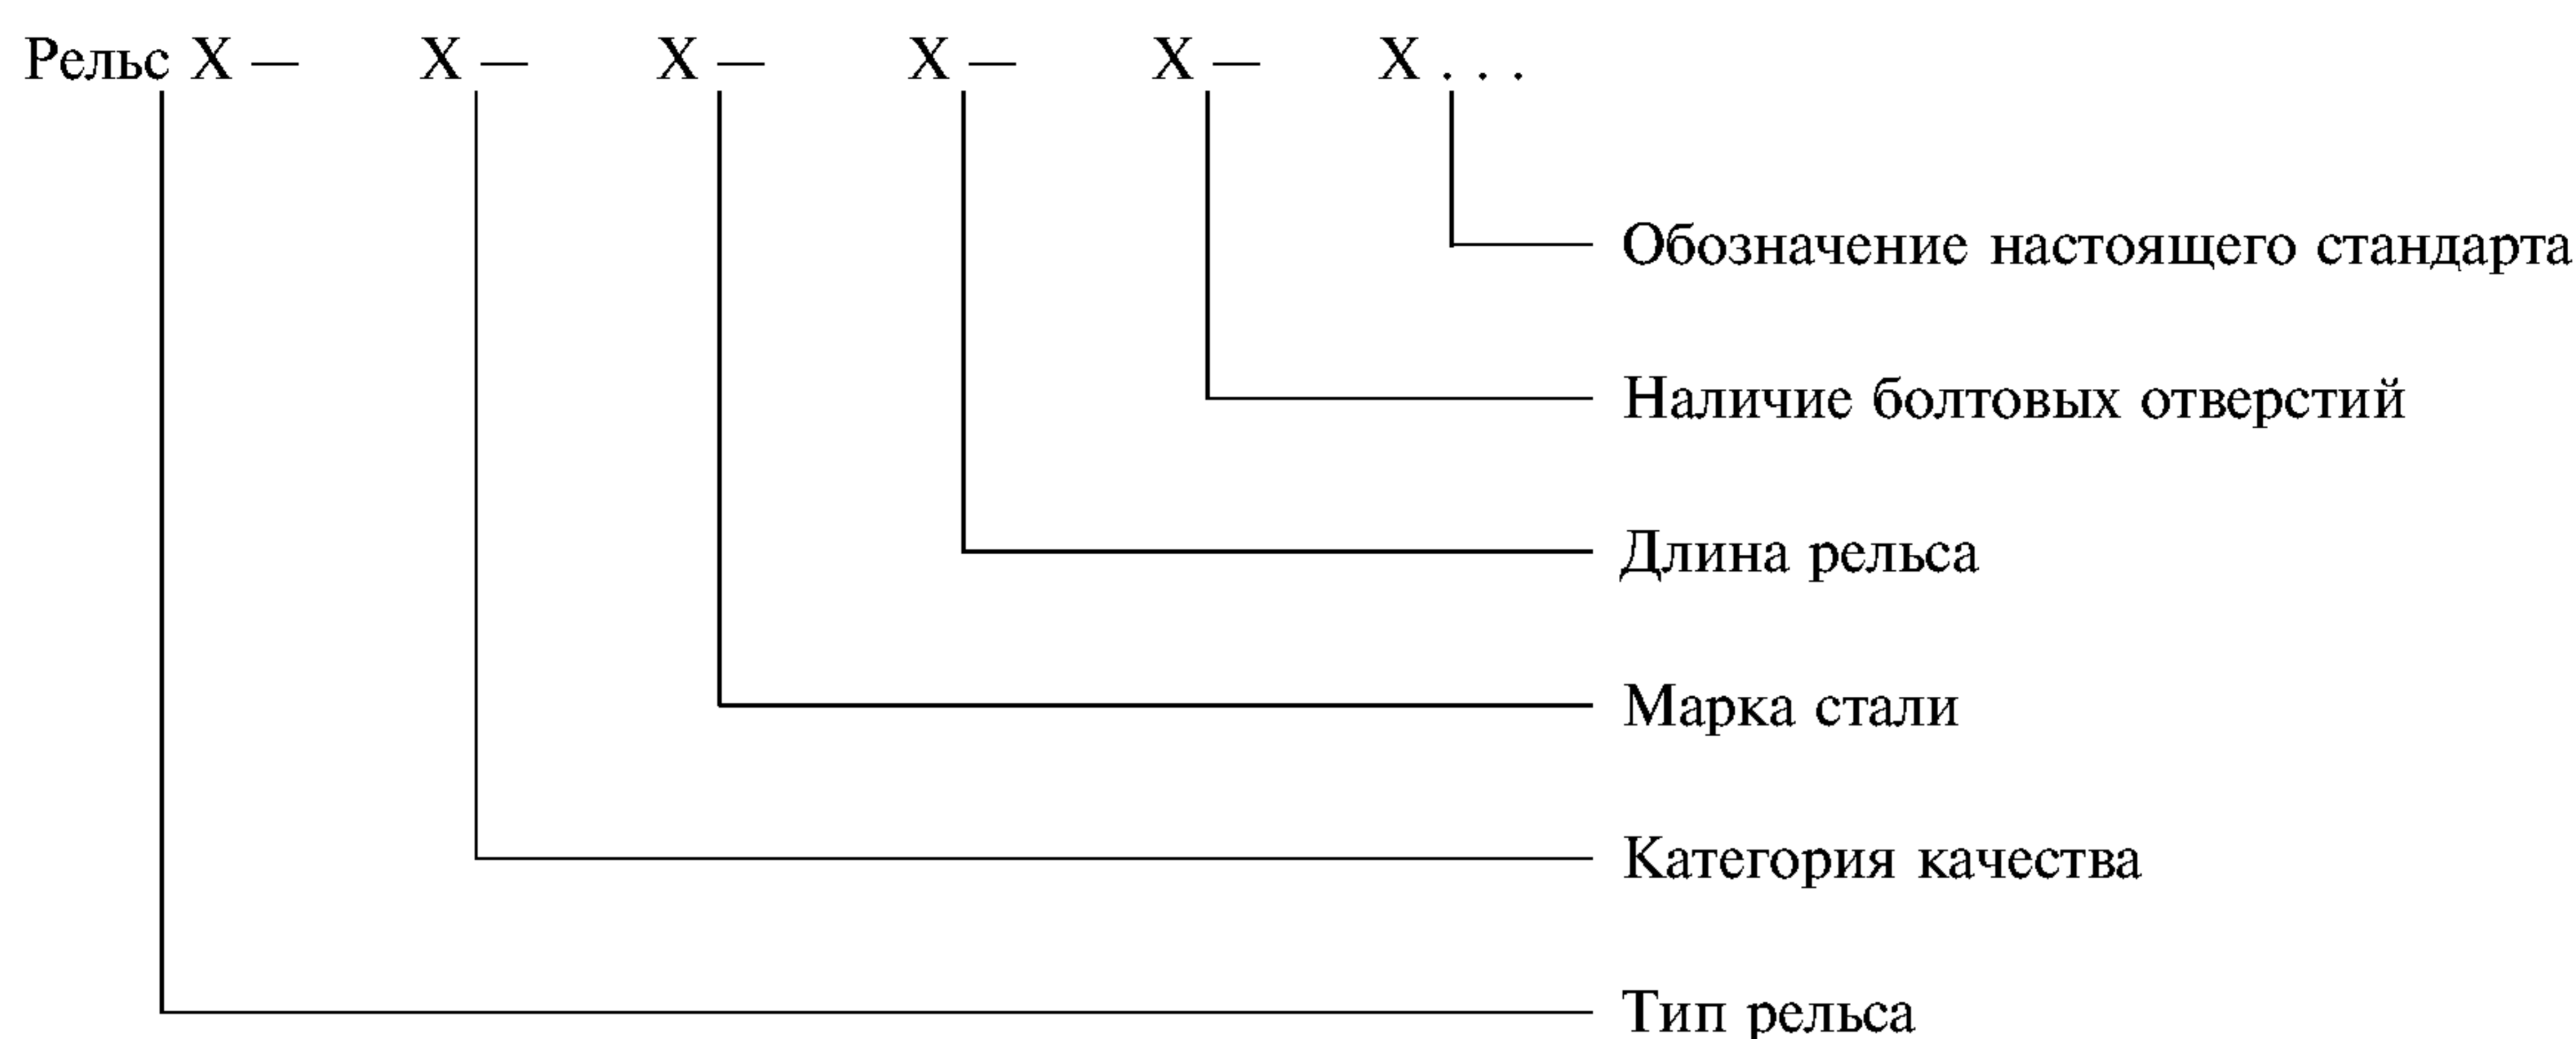 Рельс X — X — X — X — X — X . . .
Обозначение настоящего стандарта
Наличие болтовых отверстий
Длина рельса
Марка стали
Категория качества
Тип рельса